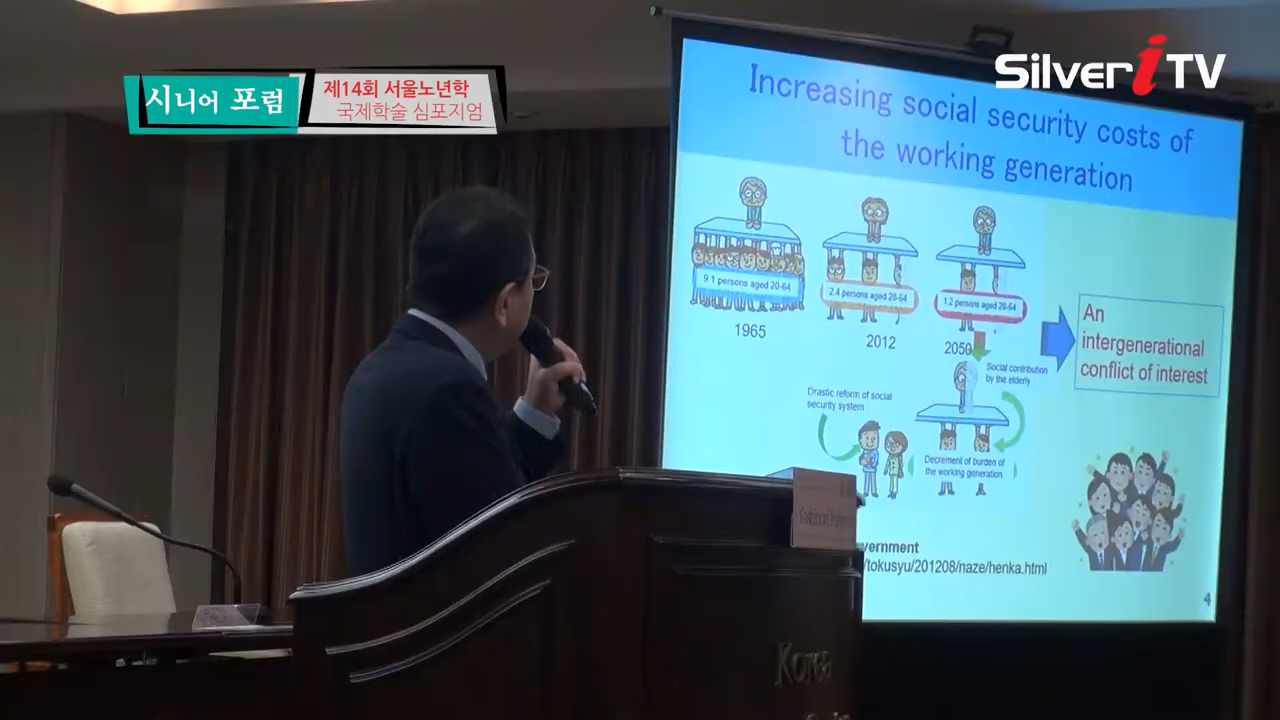 시니어 포럼
제14회 서울노년학
국제학술 심포지엄
Silver i TV
Increasing social security costs of
the working generation
9.1 persons aged 20-64
2.4 persons aged 20-64
1.2 persons aged 20-64
1965
2012
2050
An
intergenerational
conflict of interest
Social contribution
by the elderly
Drastic reform of social
security system
Decrement of burden of
the working generation
vernment
/tokusyu/201208/naze/henka.html
4
Korea